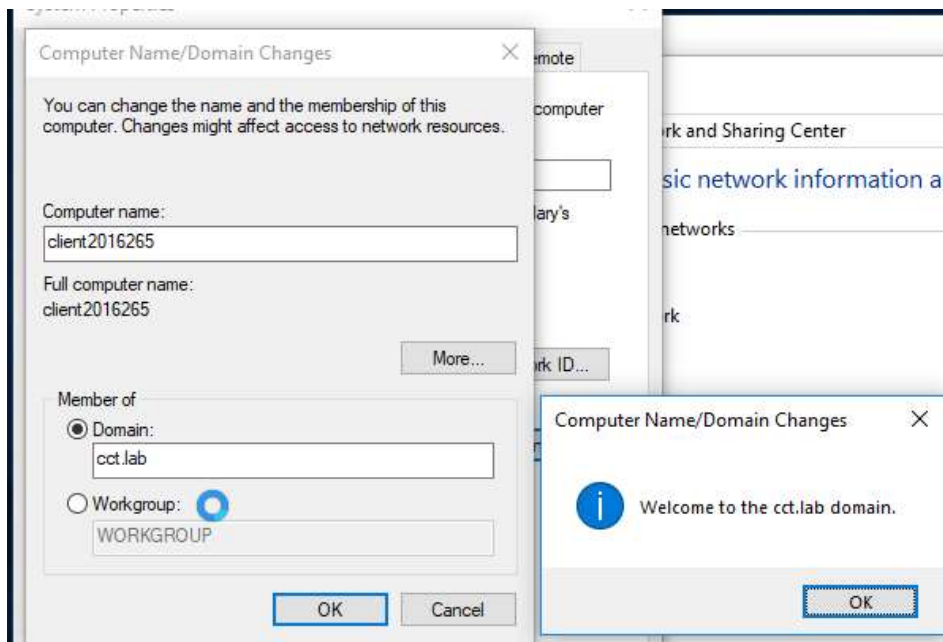 System Properties
Computer Name/Domain Changes
You can change the name and the membership of this
computer. Changes might affect access to network resources.
Computer name:
client2016265
Full computer name:
client2016265
More...
Member of
Domain:
cct.lab
Workgroup:
WORKGROUP
OK
Cancel
emote
computer
lary's
ork ID...
rk and Sharing Center
sic network information a
networks
rk
Computer Name/Domain Changes
Welcome to the cct.lab domain.
OK